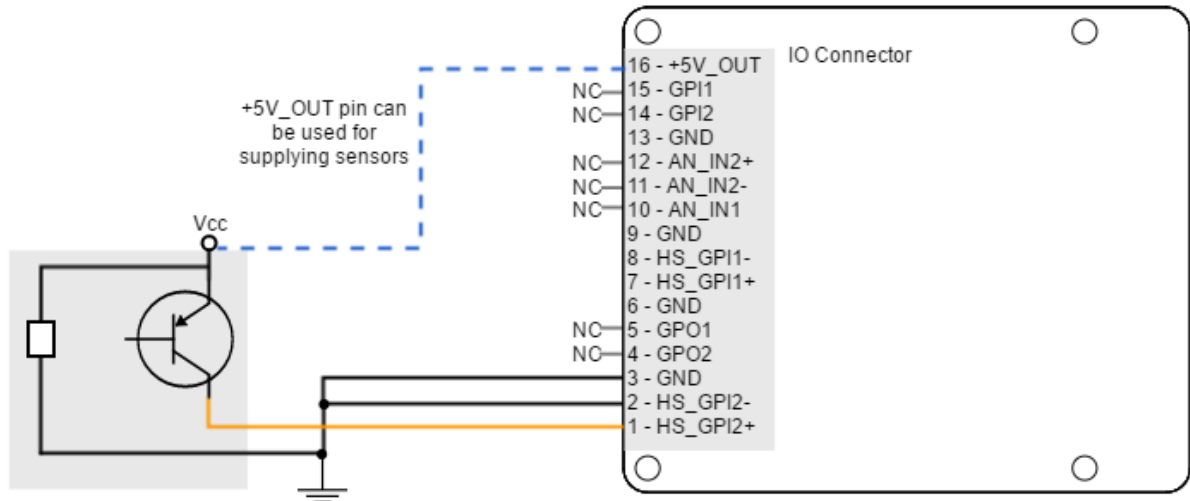 IO Connector
16 - +5V_OUT
NC 15 - GPI1
NC 14 - GPI2
13 - GND
NC 12 - AN_IN2+
NC 11 - AN_IN2-
NC 10 - AN_IN1
9 - GND
8 - HS_GPI1-
7 - HS_GPI1+
6 - GND
NC 5 - GPO1
NC 4 - GPO2
3 - GND
2 - HS_GPI2-
1 - HS_GPI2+
+5V_OUT pin can
be used for
supplying sensors
Vcc